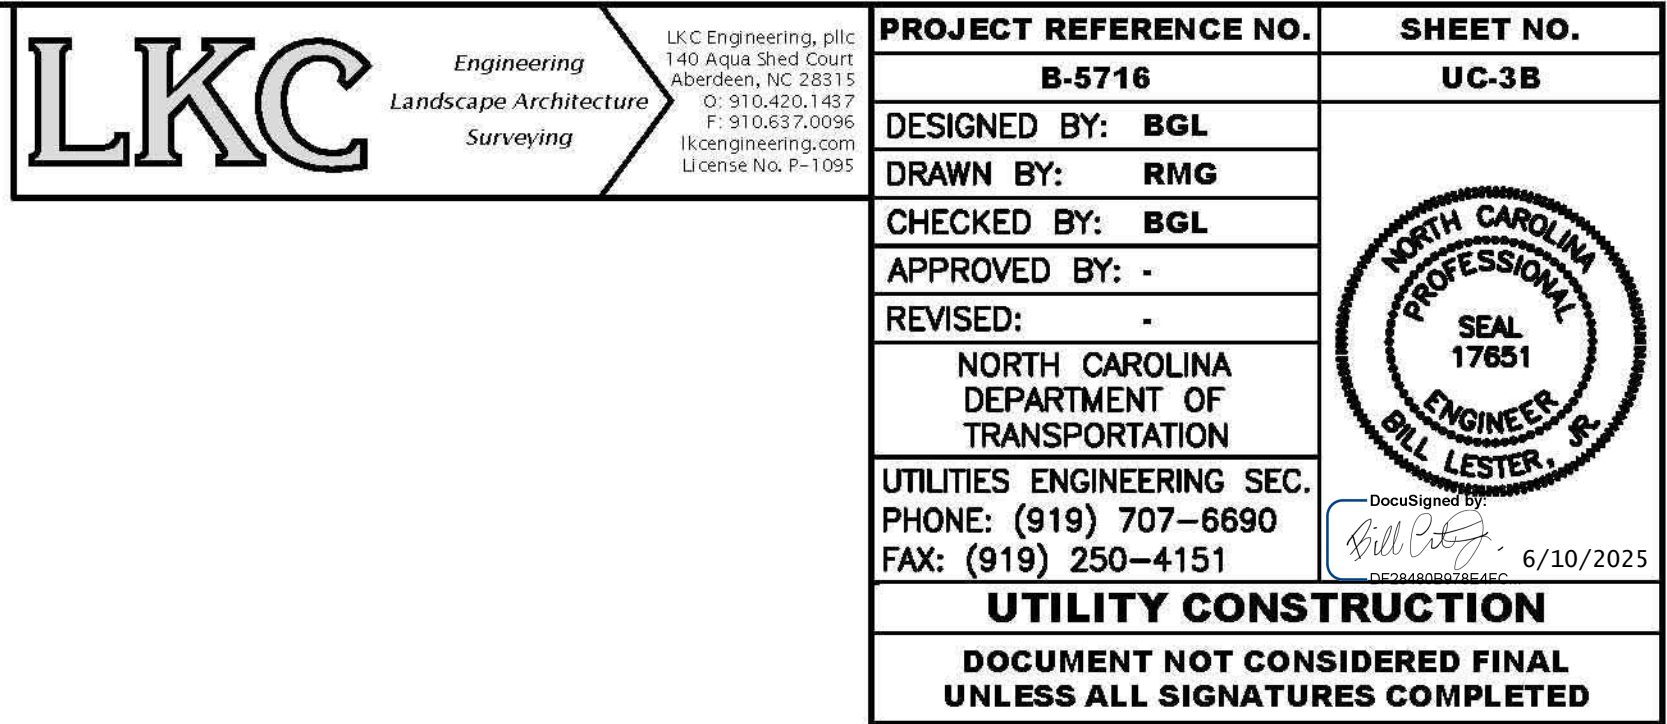 LKC
Engineering
Landscape Architecture
Surveying
LKC Engineering, pllc
140 Aqua Shed Court
Aberdeen, NC 28315
O: 910.420.1437
F: 910.637.0096
lkcengineering.com
License No. P-1095
PROJECT REFERENCE NO.
SHEET NO.
B-5716
UC-3B
DESIGNED BY: BGL
DRAWN BY: RMG
CHECKED BY: BGL
APPROVED BY: -
REVISED: -
NORTH CAROLINA
DEPARTMENT OF
TRANSPORTATION
UTILITIES ENGINEERING SEC.
PHONE: (919) 707-6690
FAX: (919) 250-4151
NORTH CAROLINA
PROFESSIONAL
SEAL
17651
ENGINEER
BILL LESTER, JR.
DocuSigned by:
Bill
6/10/2025
DF28480B978E4FC...
UTILITY CONSTRUCTION
DOCUMENT NOT CONSIDERED FINAL
UNLESS ALL SIGNATURES COMPLETED